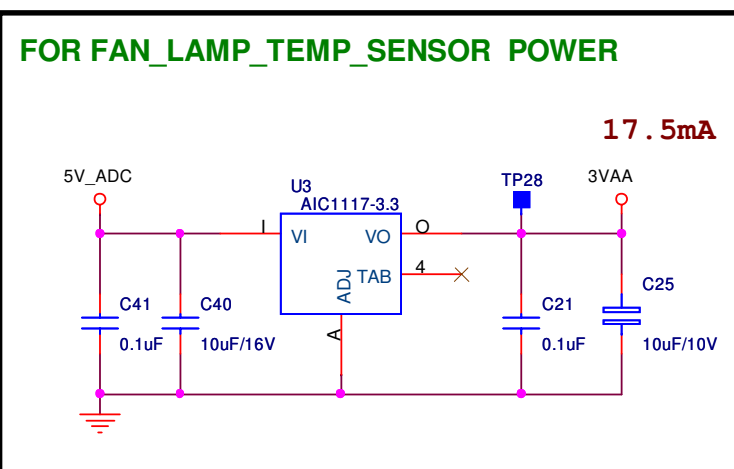 FOR FAN_LAMP_TEMP_SENSOR POWER
17.5mA
5V_ADC
U3
AIC1117-3.3
TP28
3VAA
I
VI
VO
O
ADJ
TAB
4
A
C41
0.1uF
C40
10uF/16V
C21
0.1uF
C25
10uF/10V